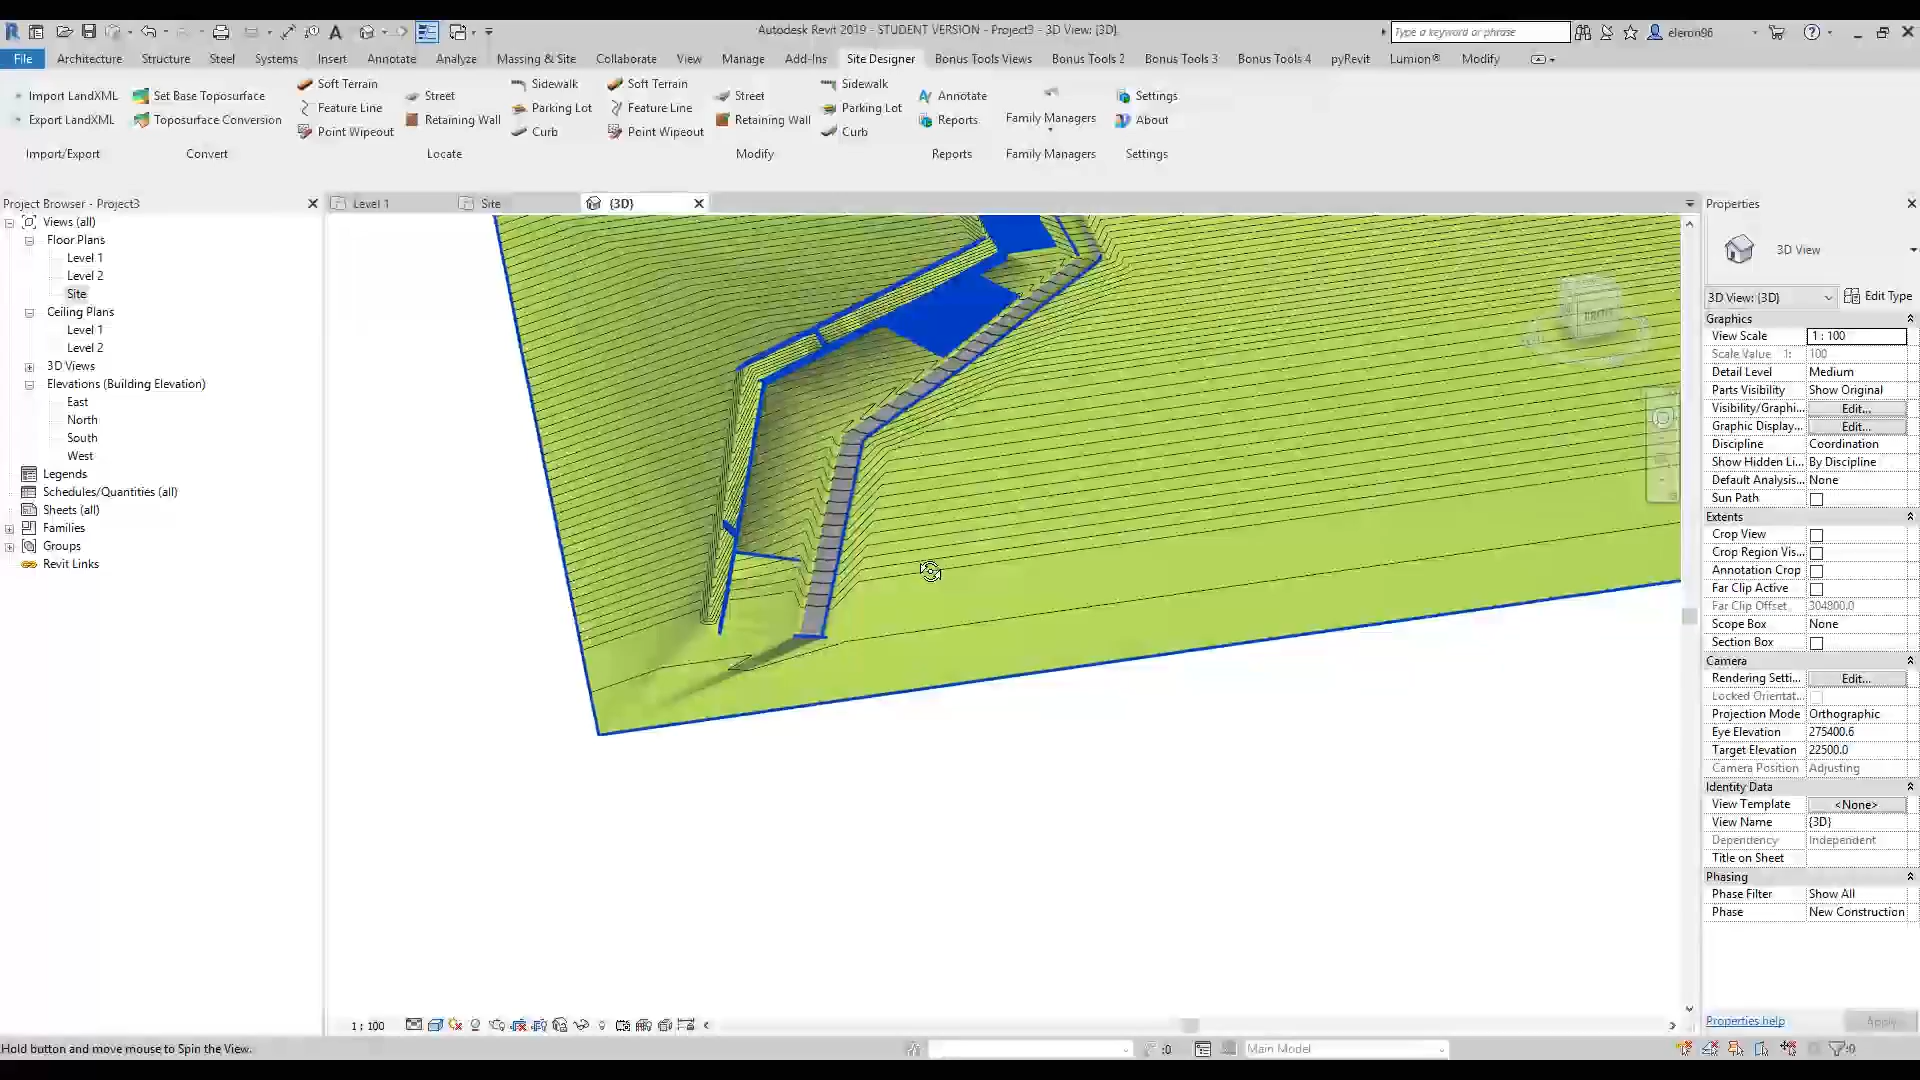 Autodesk Revit 2019 - STUDENT VERSION - Project3 - 3D View: {3D}
Type a keyword or phrase
eleron96
File Architecture Structure Steel Systems Insert Annotate Analyze Massing & Site Collaborate View Manage Add-Ins Site Designer Bonus Tools Views Bonus Tools 2 Bonus Tools 3 Bonus Tools 4 pyRevit Lumion® Modify
Import LandXML
Export LandXML
Import/Export
Set Base Toposurface
Toposurface Conversion
Convert
Soft Terrain
Feature Line
Point Wipeout
Street
Retaining Wall
Sidewalk
Parking Lot
Curb
Locate
Soft Terrain
Feature Line
Point Wipeout
Street
Retaining Wall
Sidewalk
Parking Lot
Curb
Modify
Annotate
Reports
Reports
Family Managers
Family Managers
Settings
About
Settings
Project Browser - Project3
Views (all)
Floor Plans
Level 1
Level 2
Site
Ceiling Plans
Level 1
Level 2
3D Views
Elevations (Building Elevation)
East
North
South
West
Legends
Schedules/Quantities (all)
Sheets (all)
Families
Groups
Revit Links
Level 1
Site
{3D}
Properties
3D View
3D View: {3D} Edit Type
Graphics
View Scale 1 : 100
Scale Value 1: 100
Detail Level Medium
Parts Visibility Show Original
Visibility/Graphi... Edit...
Graphic Display... Edit...
Discipline Coordination
Show Hidden Li... By Discipline
Default Analysis... None
Sun Path
Extents
Crop View
Crop Region Vis...
Annotation Crop
Far Clip Active
Far Clip Offset 304800.0
Scope Box None
Section Box
Camera
Rendering Setti... Edit...
Locked Orientat...
Projection Mode Orthographic
Eye Elevation 275400.6
Target Elevation 22500.0
Camera Position Adjusting
Identity Data
View Template <None>
View Name {3D}
Dependency Independent
Title on Sheet
Phasing
Phase Filter Show All
Phase New Construction
Properties help Apply
1 : 100
Hold button and move mouse to Spin the View.
:0
Main Model
:0